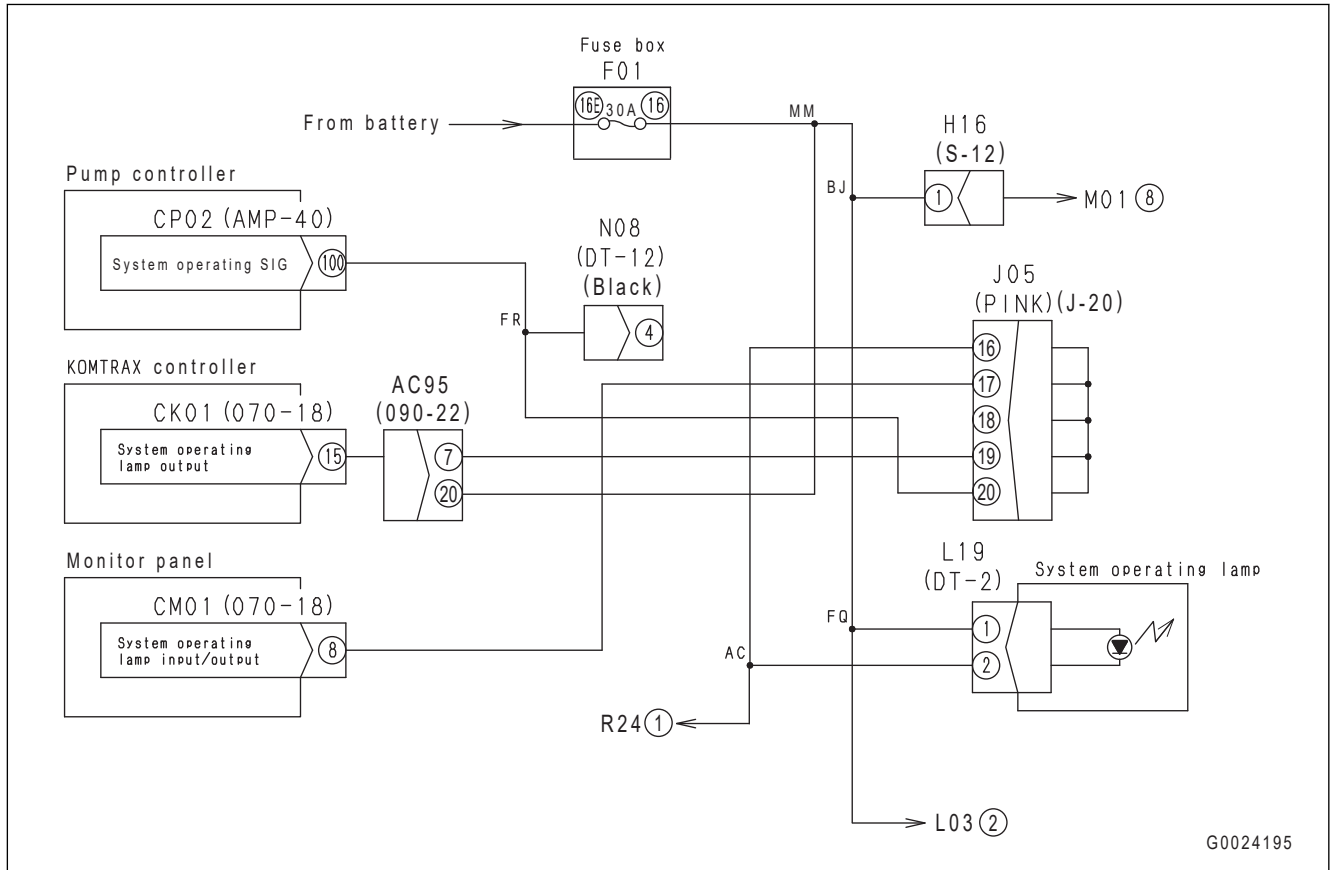 Fuse box
F01
16E 30A 16
From battery
MM
H16
(S-12)
BJ
1
M01 8
Pump controller
CP02 (AMP-40)
System operating SIG
100
N08
(DT-12)
(Black)
4
FR
J05
(PINK)(J-20)
16
17
18
19
20
KOMTRAX controller
CK01 (070-18)
System operating
lamp output
15
AC95
(090-22)
7
20
Monitor panel
CM01 (070-18)
System operating
lamp input/output
8
L19
(DT-2)
System operating lamp
FQ
1
AC
2
R24 1
L03 2
G0024195